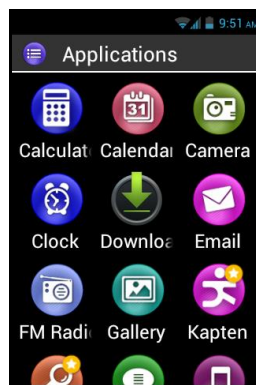 9:51 AM
Applications
31
Calculat Calendar Camera
Clock Downloa Email
FM Radi Gallery Kapten